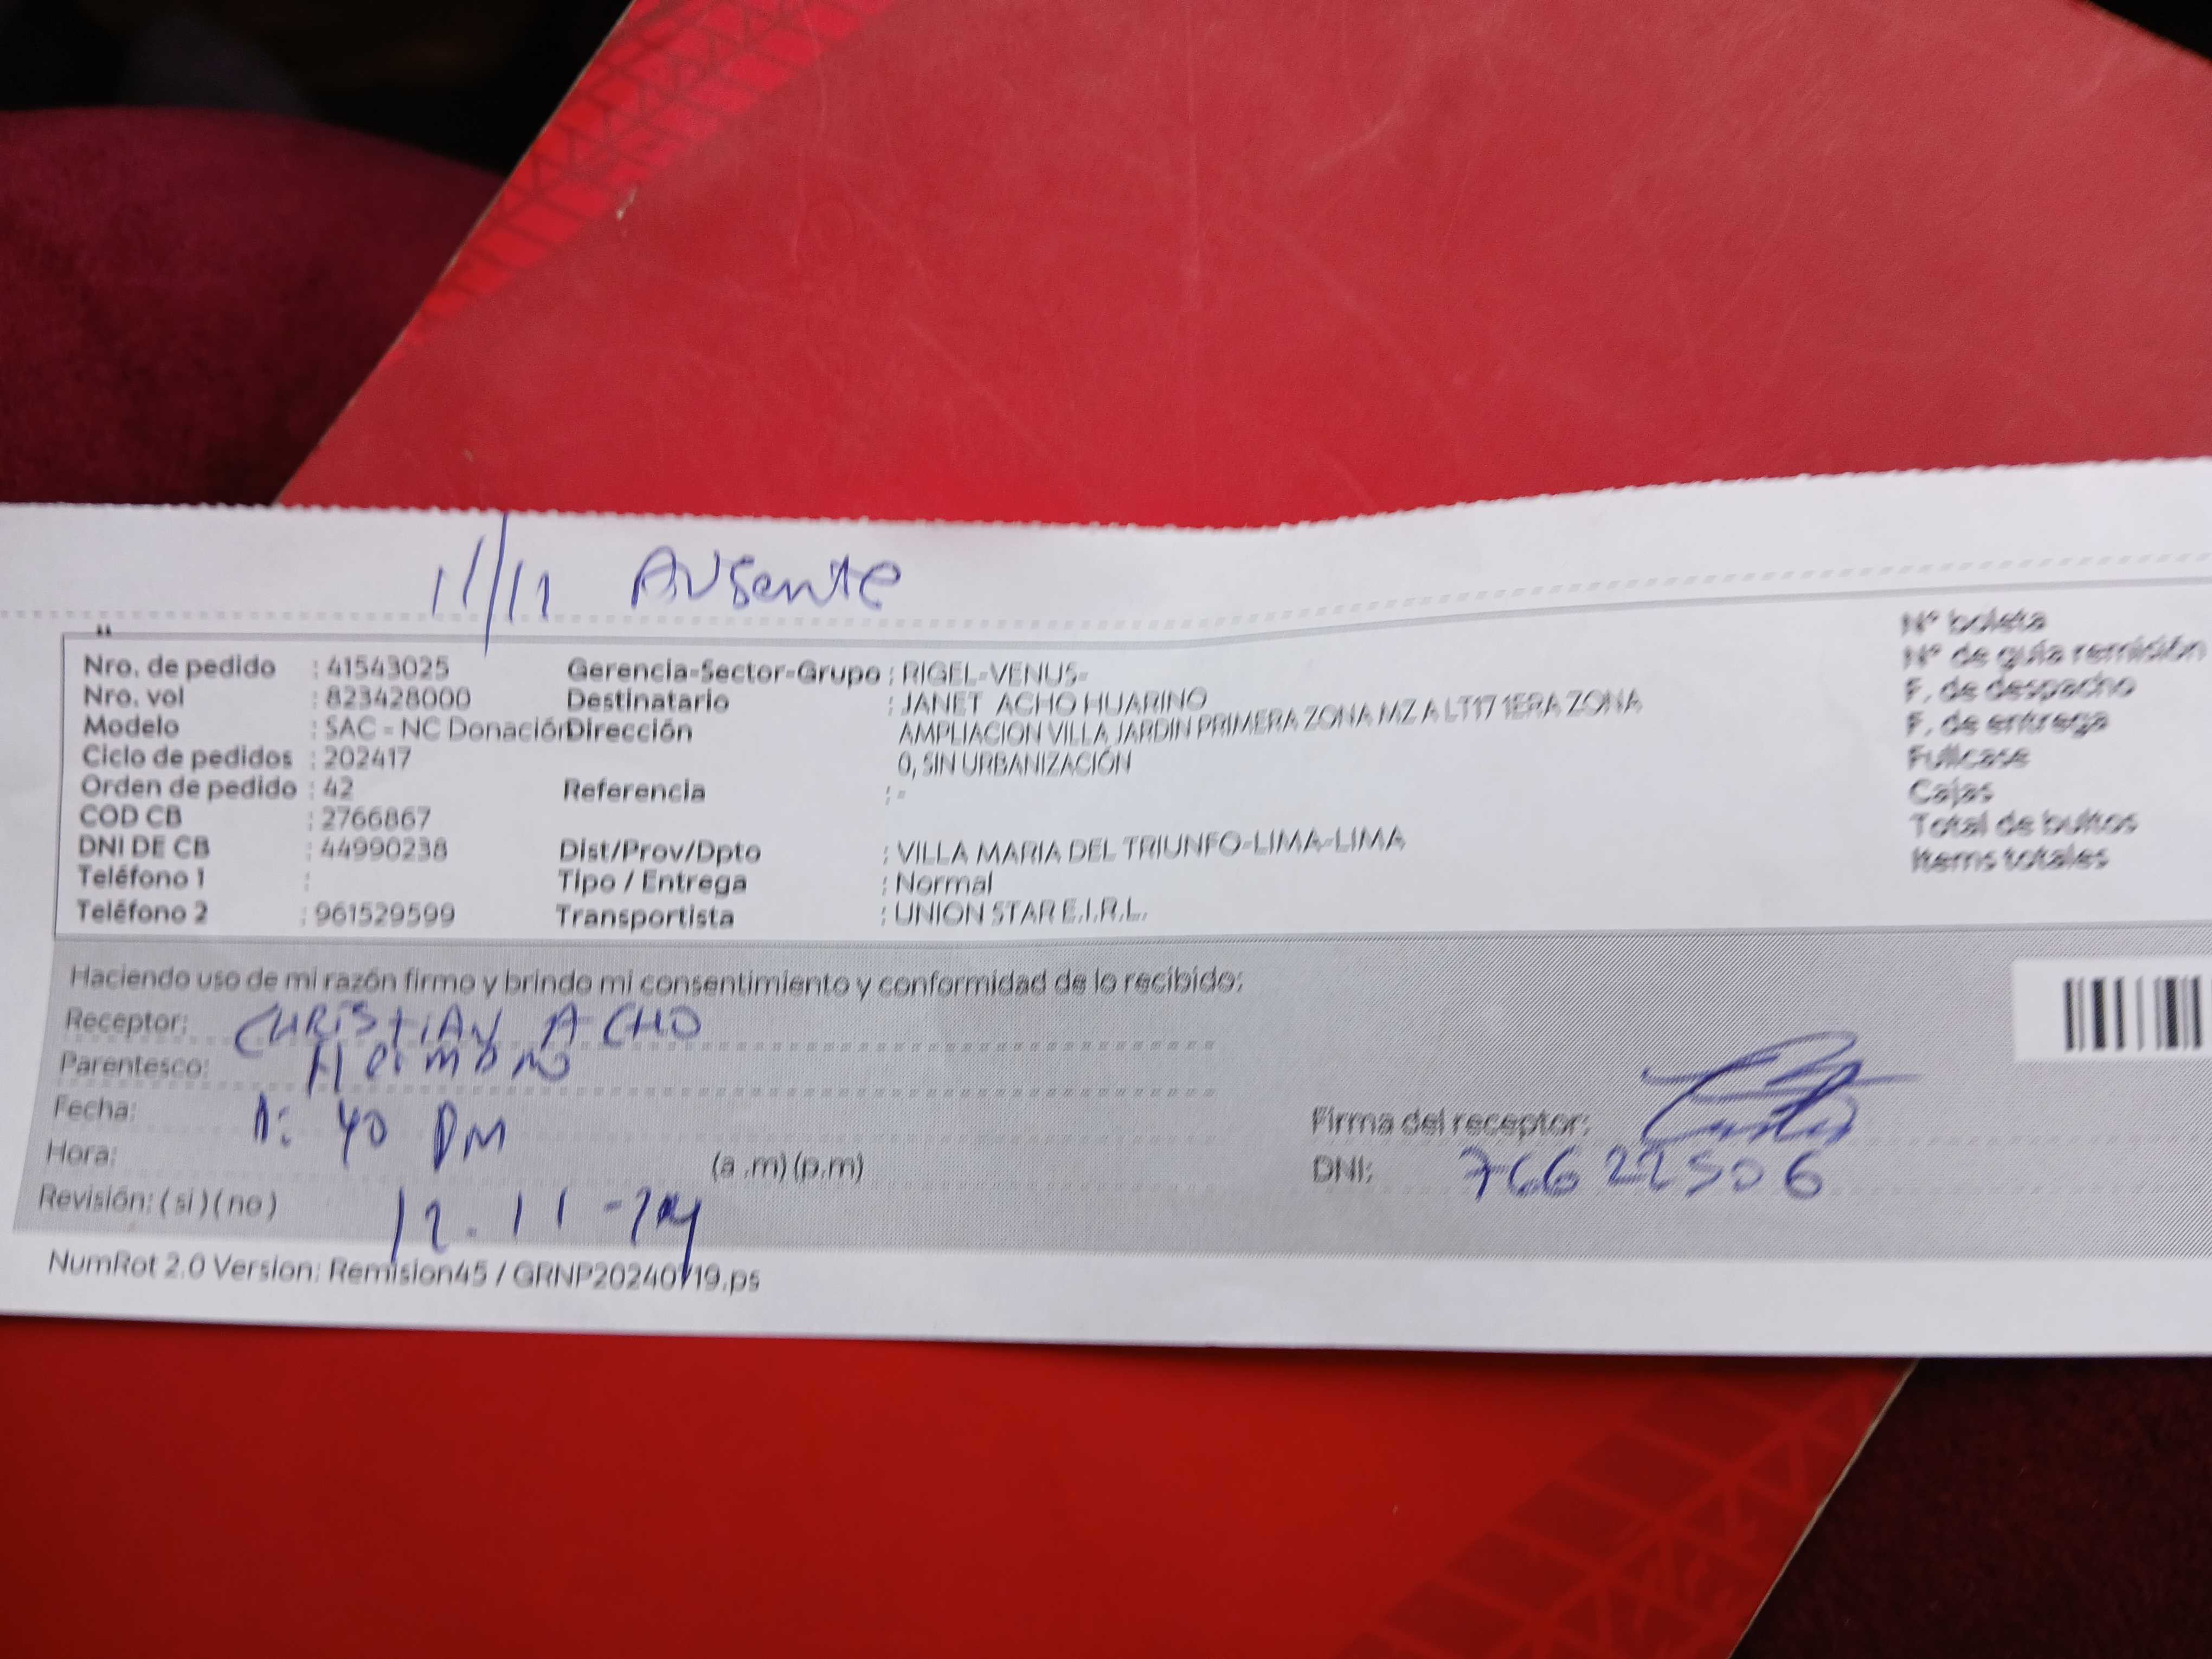 11/11 Ausente
Nro. de pedido : 41543025 Gerencia-Sector-Grupo : RIGEL-VENUS-
Nro. vol : 823428000 Destinatario : JANET ACHO HUARINO
Modelo : SAC - NC Donación Dirección AMPLIACION VILLA JARDIN PRIMERA ZONA MZ A LT17 1ERA ZONA
Ciclo de pedidos : 202417 0, SIN URBANIZACIÓN
Orden de pedido : 42 Referencia : -
COD CB : 2766867
DNI DE CB : 44990238 Dist/Prov/Dpto : VILLA MARIA DEL TRIUNFO-LIMA-LIMA
Teléfono 1 : Tipo / Entrega : Normal
Teléfono 2 : 961529599 Transportista : UNION STAR E.I.R.L.
N° boleta
N° de guía remisión
F. de despacho
F. de entrega
Fullcase
Cajas
Total de bultos
Items totales
Haciendo uso de mi razón firmo y brindo mi consentimiento y conformidad de lo recibido:
Receptor: CHRISTIAN ACHO
Parentesco: Hermano
Fecha: 1: 40 PM
Hora: (a .m) (p.m)
Revisión: ( si ) ( no ) 12. 11 -24
Firma del receptor:
DNI: 76622506
NumRot 2.0 Version: Remision45 / GRNP20240719.ps